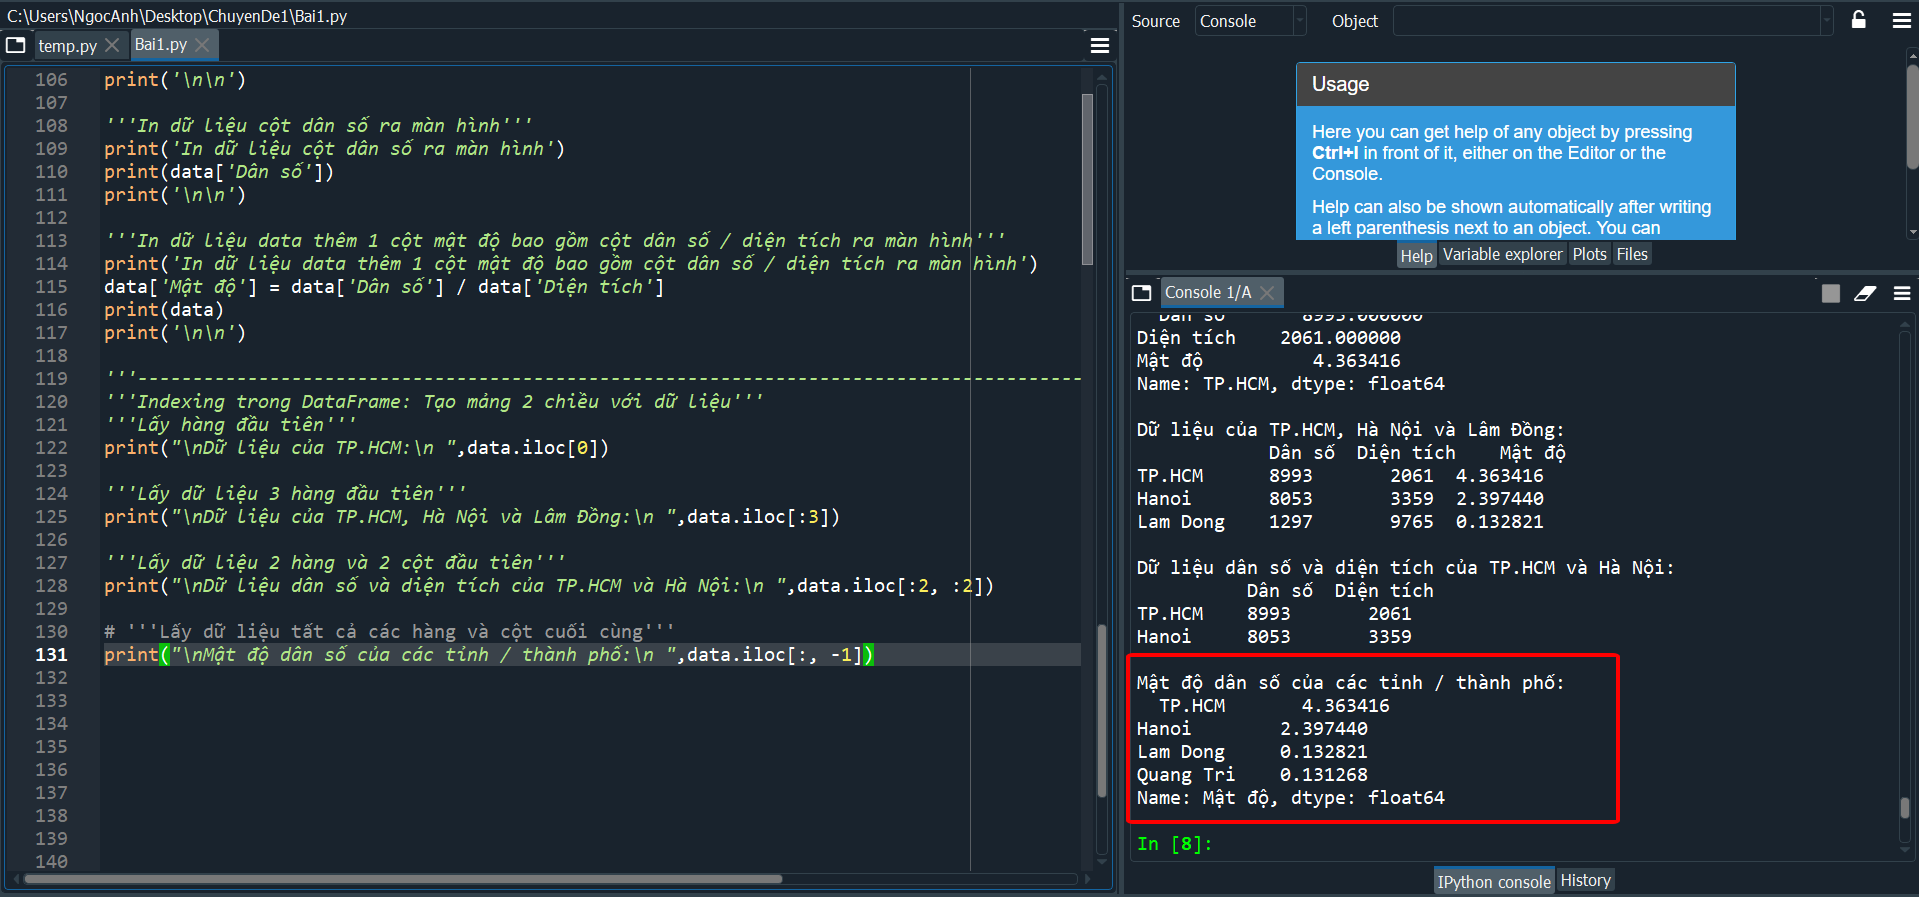 C:\Users\NgocAnh\Desktop\ChuyenDe1\Bai1.py
temp.py
Bai1.py
106 print('\n\n')
107
108 '''In dữ liệu cột dân số ra màn hình'''
109 print('In dữ liệu cột dân số ra màn hình')
110 print(data['Dân số'])
111 print('\n\n')
112
113 '''In dữ liệu data thêm 1 cột mật độ bao gồm cột dân số / diện tích ra màn hình'''
114 print('In dữ liệu data thêm 1 cột mật độ bao gồm cột dân số / diện tích ra màn hình')
115 data['Mật độ'] = data['Dân số'] / data['Diện tích']
116 print(data)
117 print('\n\n')
118
119 '''--------------------------------------------------------------------------------------
120 '''Indexing trong DataFrame: Tạo mảng 2 chiều với dữ liệu'''
121 '''Lấy hàng đầu tiên'''
122 print("\nDữ liệu của TP.HCM:\n ",data.iloc[0])
123
124 '''Lấy dữ liệu 3 hàng đầu tiên'''
125 print("\nDữ liệu của TP.HCM, Hà Nội và Lâm Đồng:\n ",data.iloc[:3])
126
127 '''Lấy dữ liệu 2 hàng và 2 cột đầu tiên'''
128 print("\nDữ liệu dân số và diện tích của TP.HCM và Hà Nội:\n ",data.iloc[:2, :2])
129
130 # '''Lấy dữ liệu tất cả các hàng và cột cuối cùng'''
131 print("\nMật độ dân số của các tỉnh / thành phố:\n ",data.iloc[:, -1])
132
133
134
135
136
137
138
139
140
Source Console Object
Usage
Here you can get help of any object by pressing
Ctrl+I in front of it, either on the Editor or the
Console.
Help can also be shown automatically after writing
a left parenthesis next to an object. You can
Help Variable explorer Plots Files
Console 1/A
Dân số 8993.000000
Diện tích 2061.000000
Mật độ 4.363416
Name: TP.HCM, dtype: float64
Dữ liệu của TP.HCM, Hà Nội và Lâm Đồng:
Dân số Diện tích Mật độ
TP.HCM 8993 2061 4.363416
Hanoi 8053 3359 2.397440
Lam Dong 1297 9765 0.132821
Dữ liệu dân số và diện tích của TP.HCM và Hà Nội:
Dân số Diện tích
TP.HCM 8993 2061
Hanoi 8053 3359
Mật độ dân số của các tỉnh / thành phố:
TP.HCM 4.363416
Hanoi 2.397440
Lam Dong 0.132821
Quang Tri 0.131268
Name: Mật độ, dtype: float64
In [8]:
IPython console History